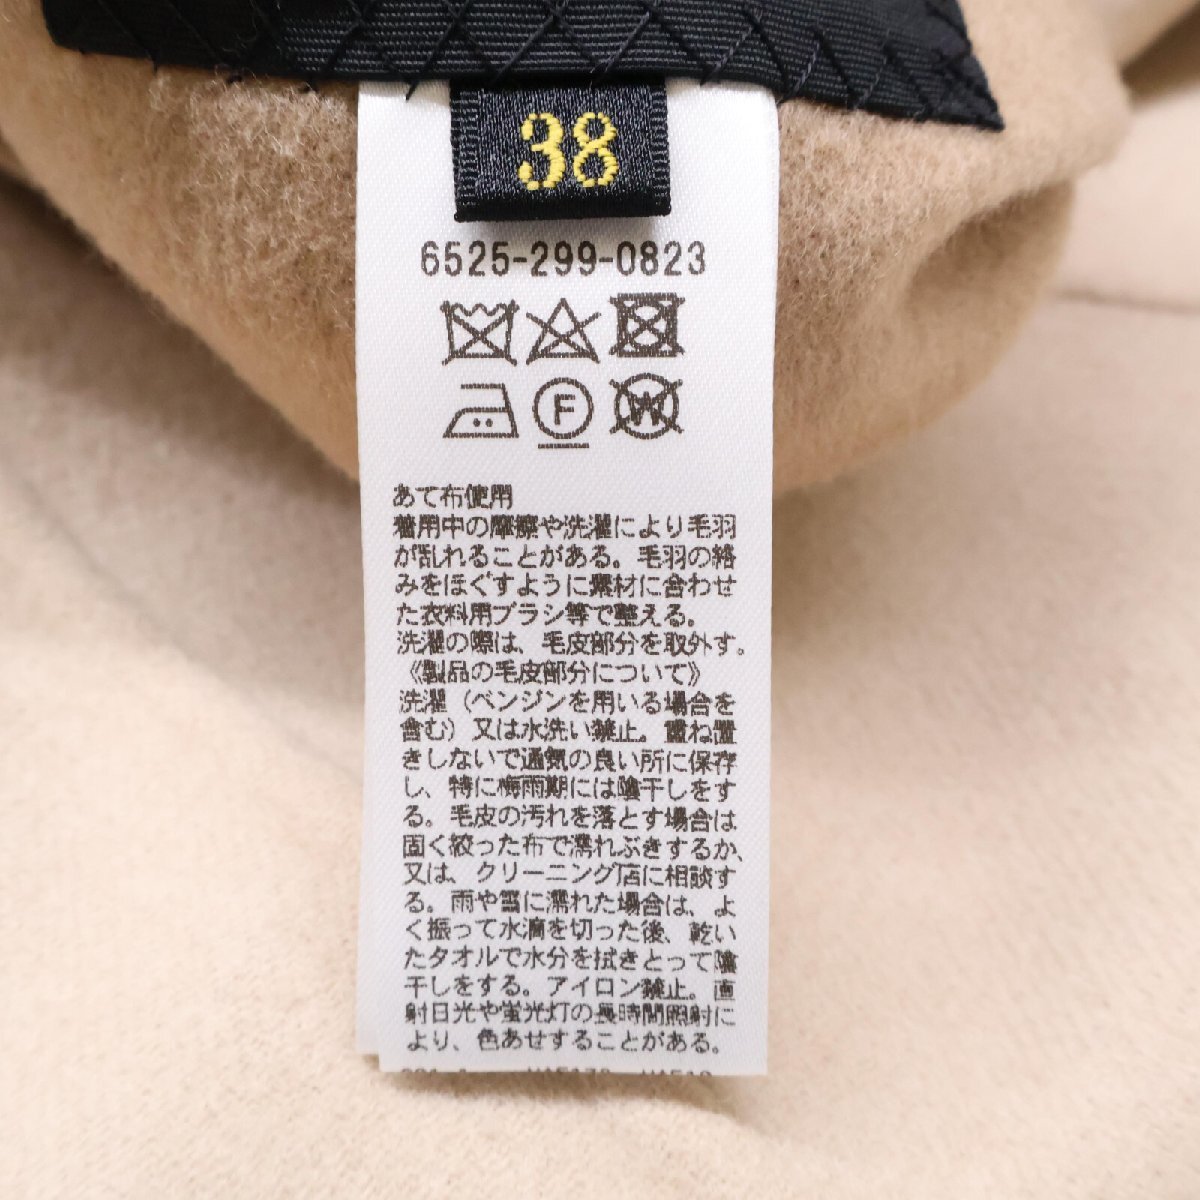 38
6525-299-0823
F
W
あて布使用
着用中の摩擦や洗濯により毛羽
が乱れることがある。毛羽の絡
みをほぐすように素材に合わせ
た衣料用ブラシ等で整える。
洗濯の際は、毛皮部分を取外す。
《製品の毛皮部分について》
洗濯（ベンジンを用いる場合を
含む）又は水洗い禁止。重ね置
きしないで通気の良い所に保存
し、特に梅雨期には陰干しをす
る。毛皮の汚れを落とす場合は
固く絞った布で濡れぶきするか、
又は、クリーニング店に相談す
る。雨や雪に濡れた場合は、よ
く振って水滴を切った後、乾い
たタオルで水分を拭きとって陰
干しをする。アイロン禁止。直
射日光や蛍光灯の長時間照射に
より、色あせすることがある。